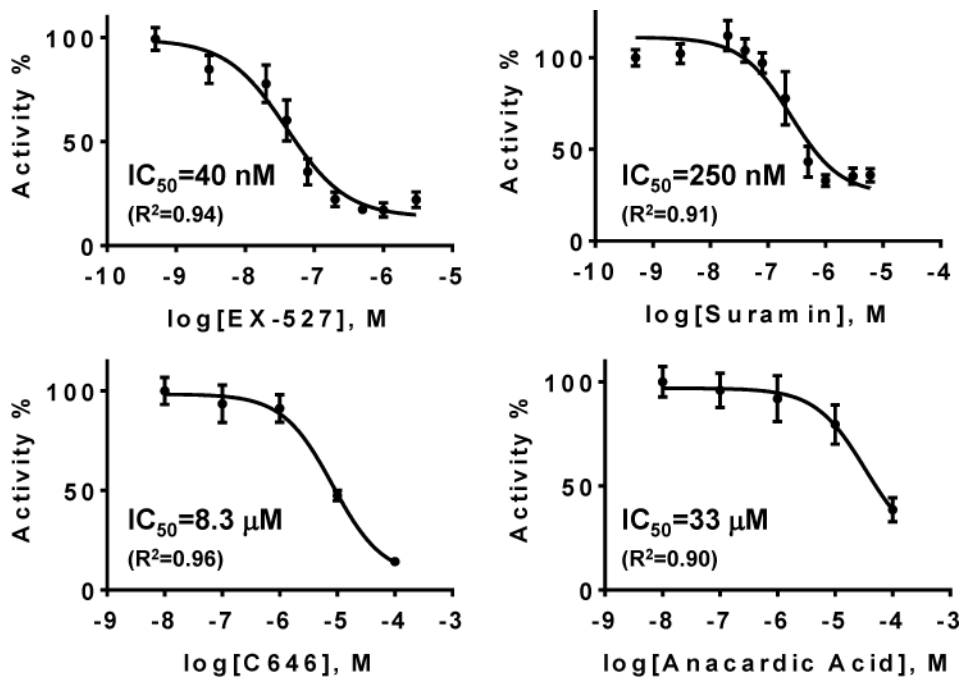 Activity %
100
50
0
IC50=40 nM
(R2=0.94)
-10 -9 -8 -7 -6 -5
log[EX-527], M
Activity %
100
50
0
IC50=250 nM
(R2=0.91)
-10 -9 -8 -7 -6 -5 -4
log[Suramin], M
Activity %
100
50
0
IC50=8.3 μM
(R2=0.96)
-9 -8 -7 -6 -5 -4 -3
log[C646], M
Activity %
100
50
0
IC50=33 μM
(R2=0.90)
-9 -8 -7 -6 -5 -4 -3
log[Anacardic Acid], M